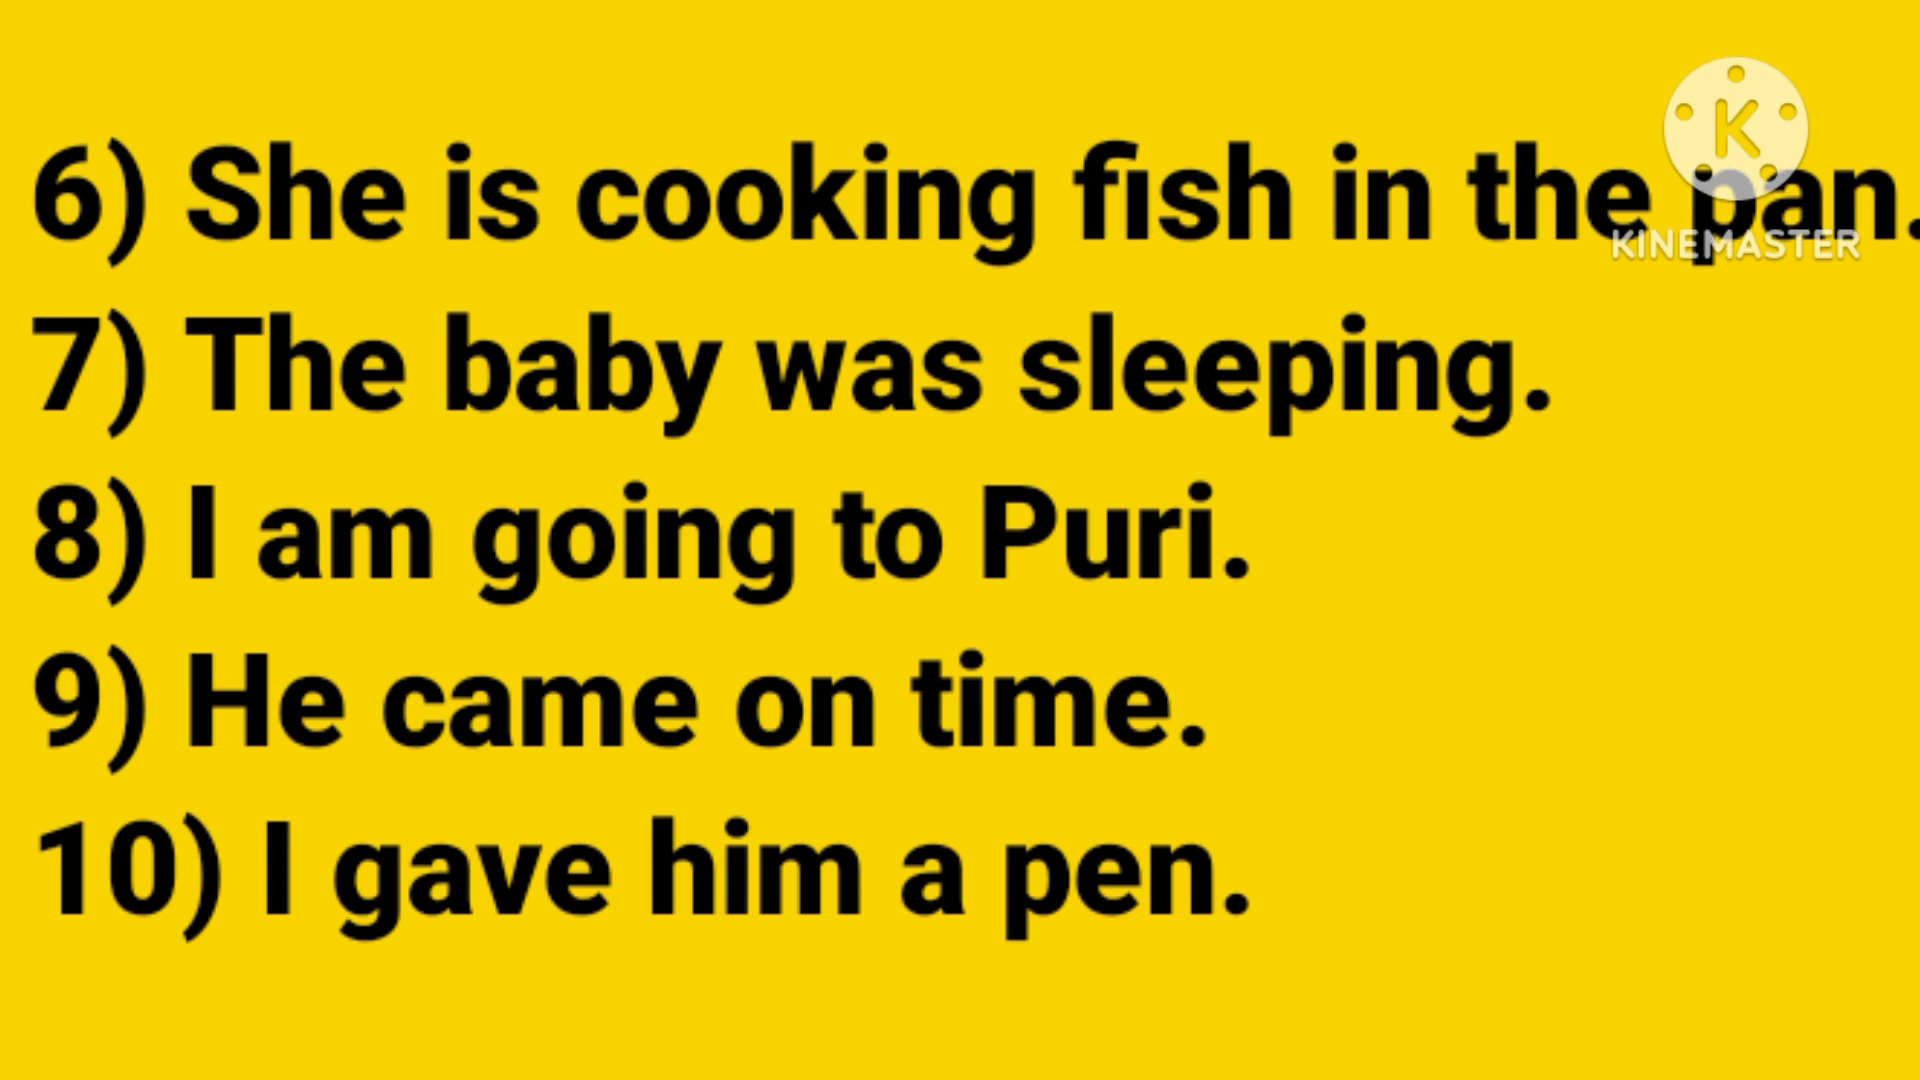 6) She is cooking fish in the pan.
KINEMASTER
7) The baby was sleeping.
8) I am going to Puri.
9) He came on time.
10) I gave him a pen.